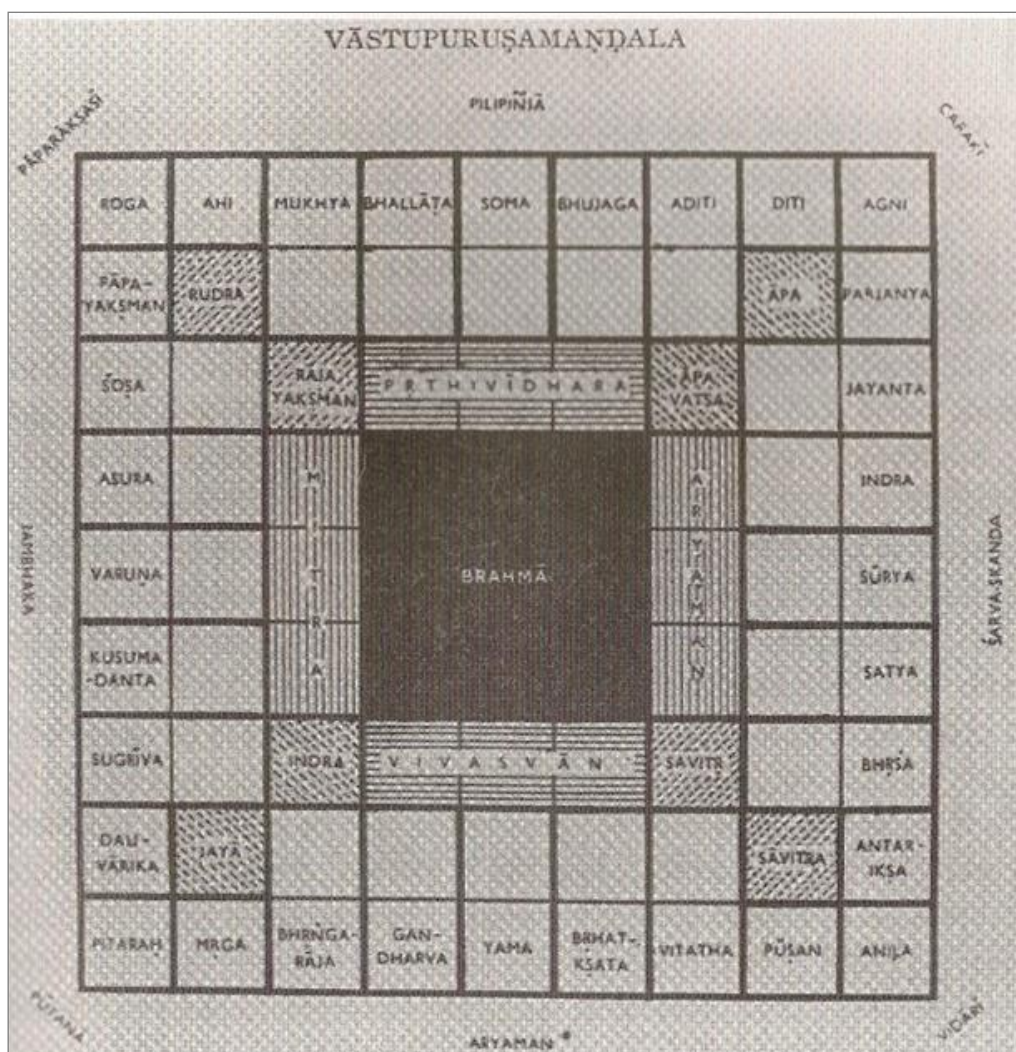 VĀSTUPURUṢAMAṆḌALA
PILIPIÑJĀ
PĀPARĀKṢASĪ
CARAKĪ
ROGA AHI MUKHYA BHALLĀṬA SOMA BHUJAGA ADITI DITI AGNI
PĀPA-
YAKṢMAN RUDRA ĀPA PARJANYA
ŚOṢA RĀJA
YAKṢMAN PṚTHIVĪDHARA ĀPA
VATSA JAYANTA
ASURA INDRA
MITRA
VARUṆA BRAHMĀ SŪRYA
JAMBHAKA
ŚARVA-SKANDA
KUSUMA
-DANTA SATYA
SUGRĪVA INDRA VIVASVĀN SAVITṚ BHṚŚA
DAU-
VĀRIKA JAYA SĀVITRA ANTAR-
IKṢA
PITARAḤ MṚGA BHṚṄGA-
RĀJA GAN-
DHARVA YAMA BṚHAT-
KṢATA VITATHA PŪṢAN ANILA
PŪTANĀ
ARYAMAN
VIDĀRĪ